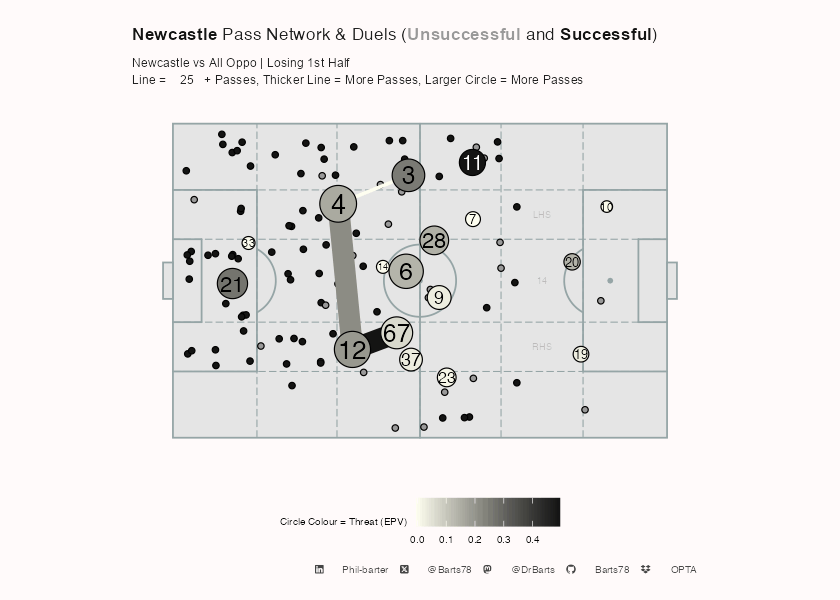 Newcastle Pass Network & Duels (Unsuccessful and Successful)
Newcastle vs All Oppo | Losing 1st Half
Line = 25 + Passes, Thicker Line = More Passes, Larger Circle = More Passes
11
3
4
10
7
LHS
28
33
20
14
6
14
21
9
67
RHS
12
37
19
23
Circle Colour = Threat (EPV)
0.0 0.1 0.2 0.3 0.4
Phil-barter @Barts78 @DrBarts Barts78 OPTA